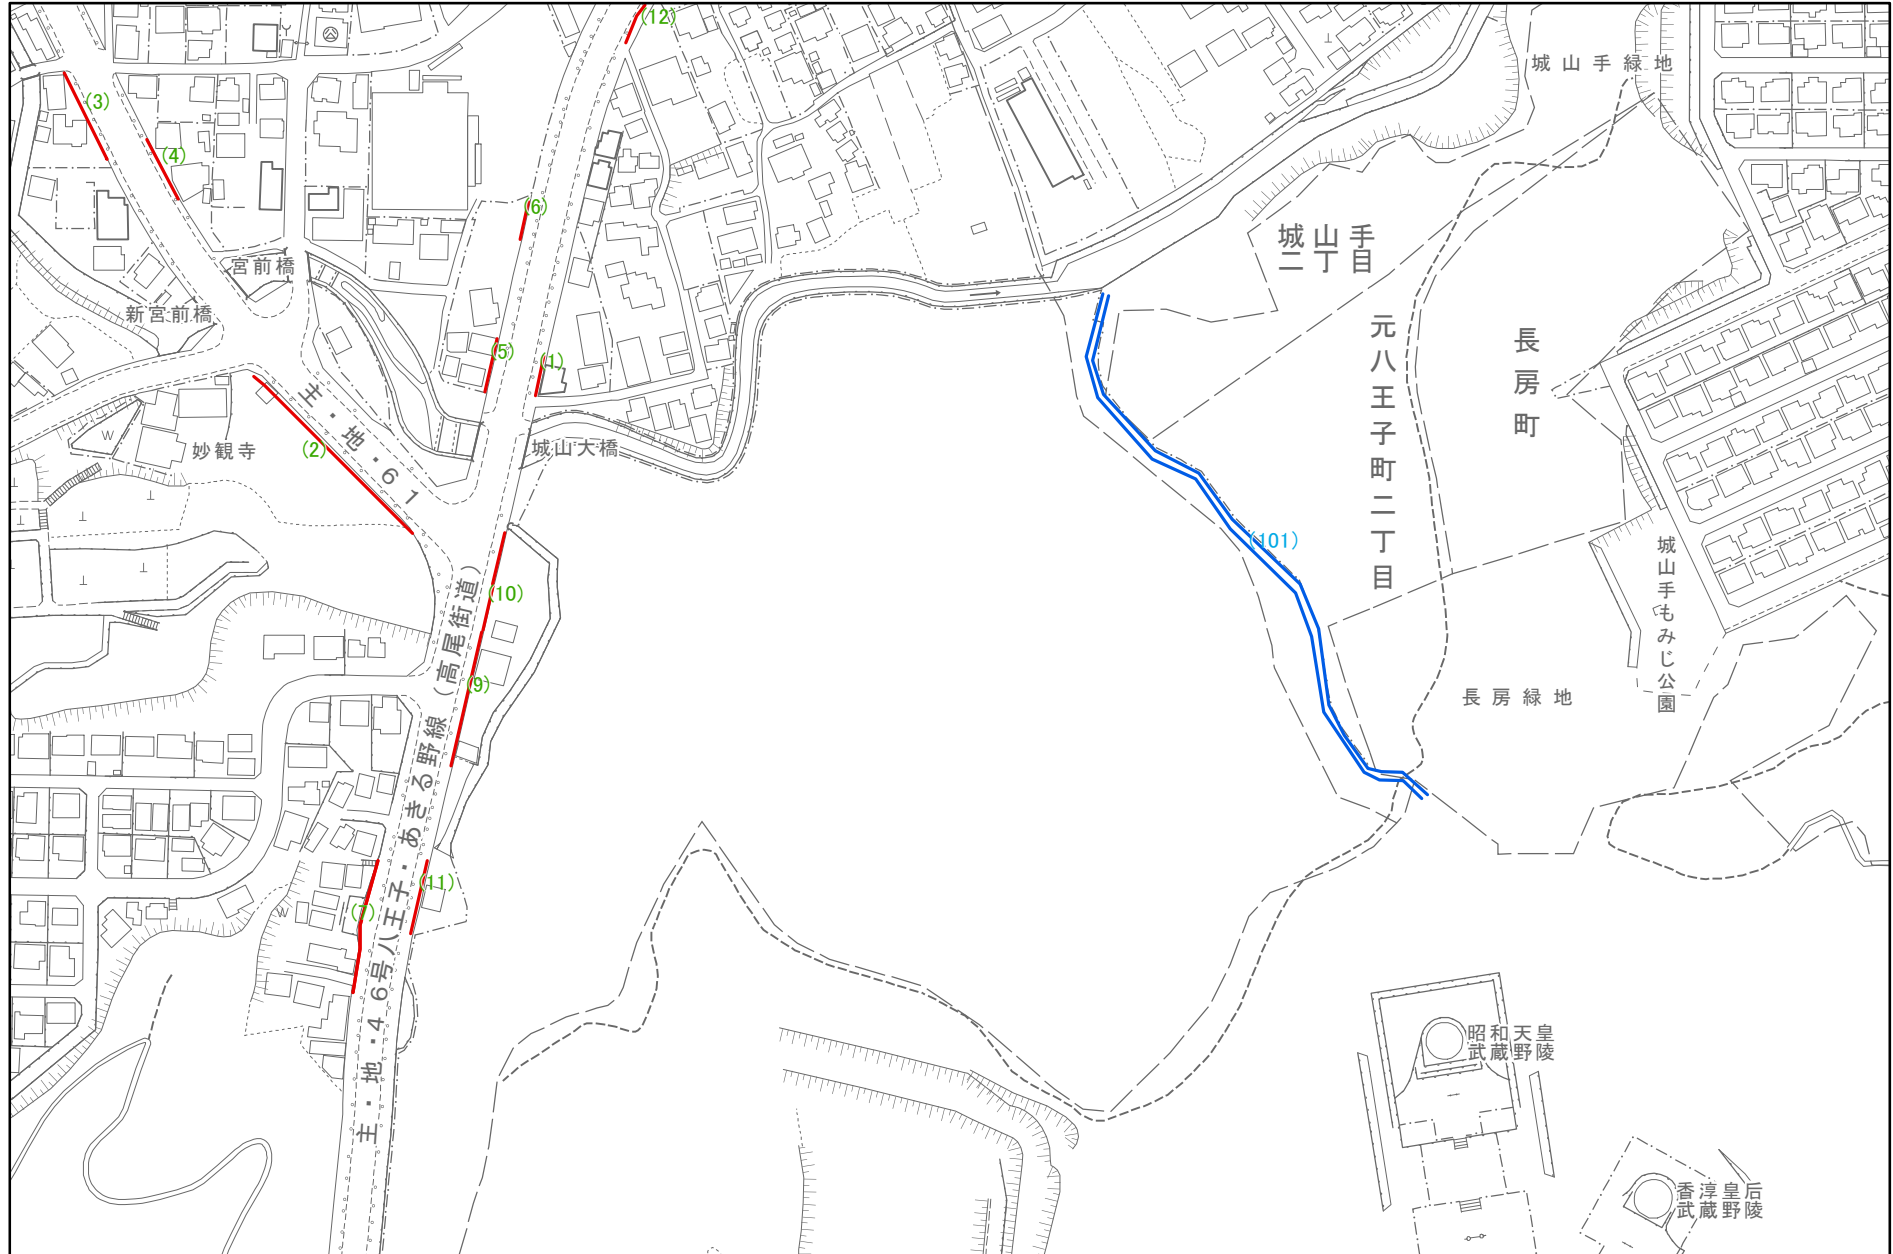 (12)
(3)
(4)
(6)
宮前橋
新宮前橋
(5)
(1)
主・地・61
妙観寺
(2)
城山大橋
城山手緑地
城山手
二丁目
元八王子町二丁目
長房町
(101)
城山手もみじ公園
長房緑地
(10)
(9)
主・地・46号八王子・あきる野線(高尾街道)
(11)
(7)
昭和天皇
武蔵野陵
香淳皇后
武蔵野陵